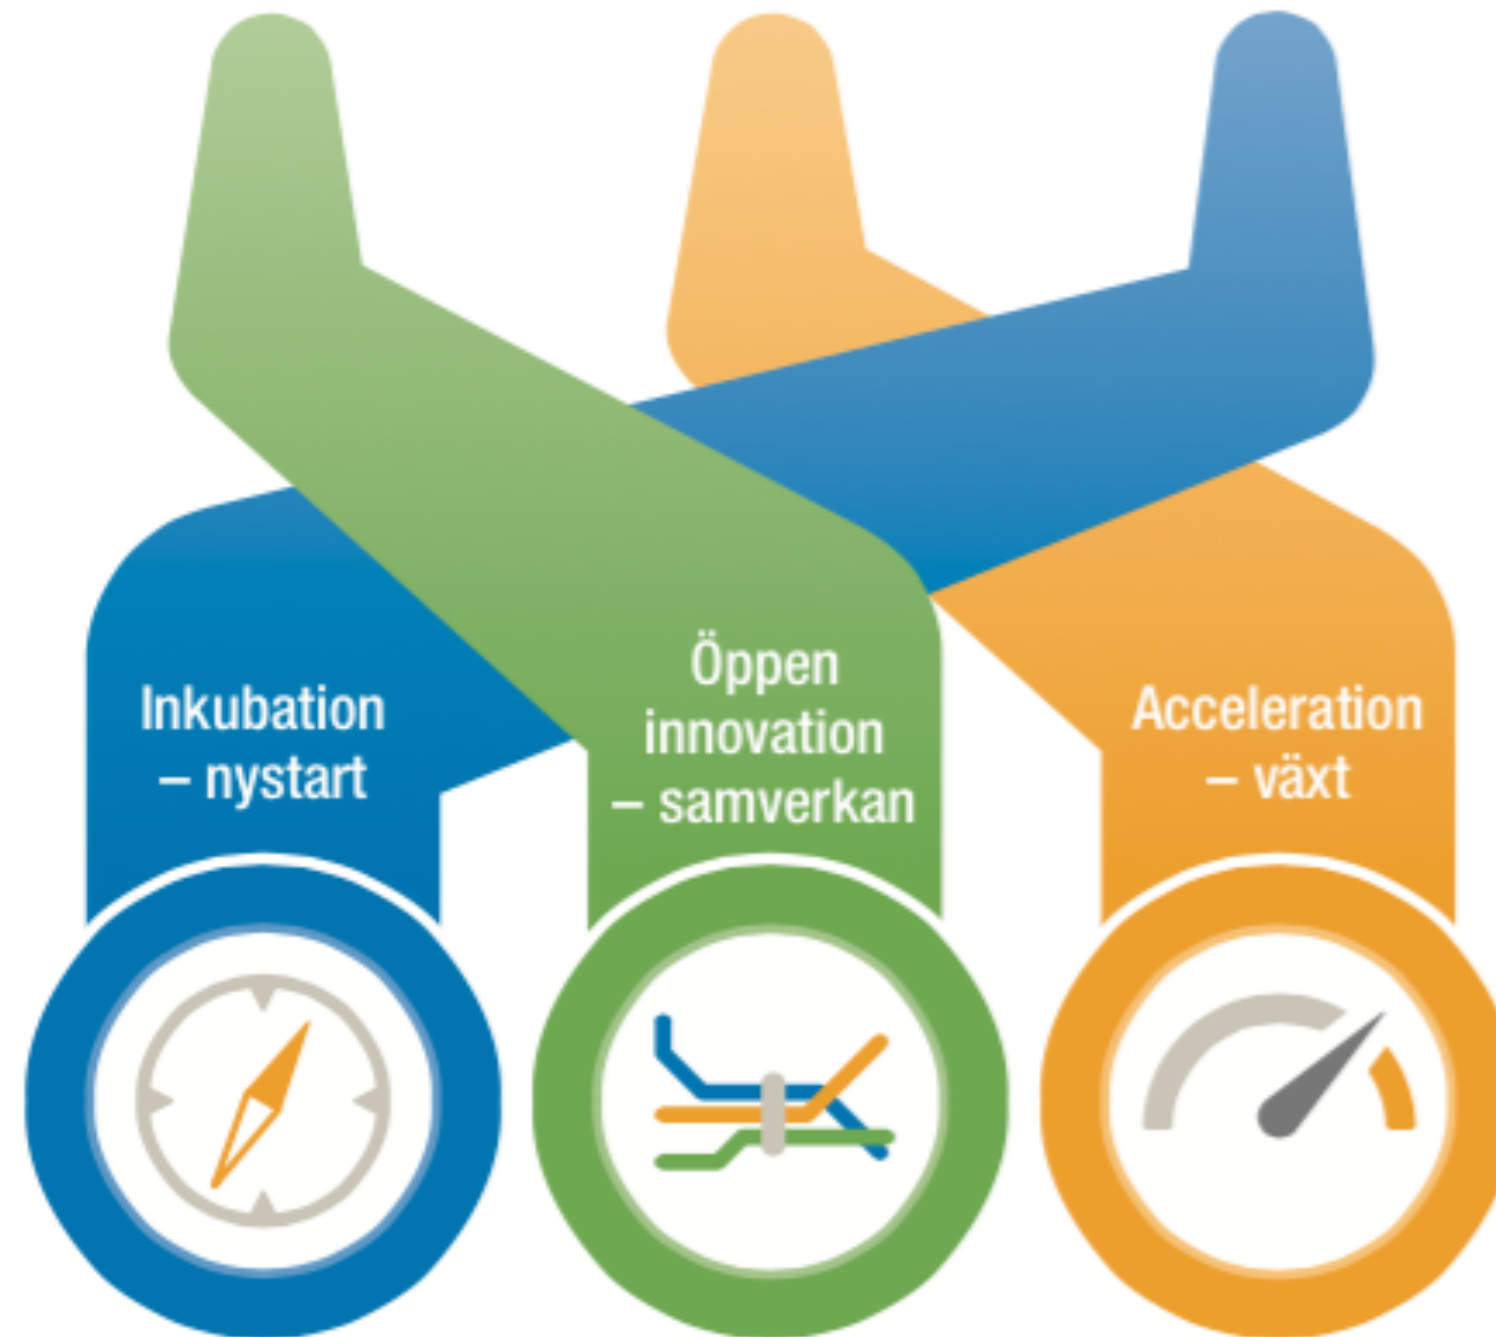 Inkubation
– nystart
Öppen
innovation
– samverkan
Acceleration
– växt